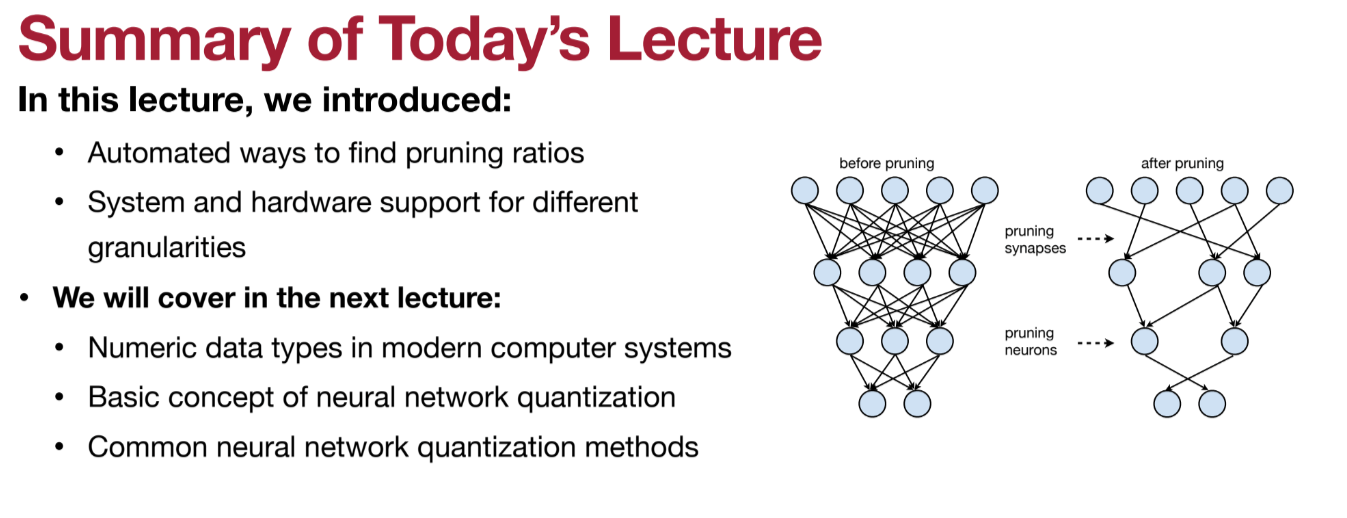 Summary of Today’s Lecture
In this lecture, we introduced:
• Automated ways to find pruning ratios
• System and hardware support for different
granularities
• We will cover in the next lecture:
• Numeric data types in modern computer systems
• Basic concept of neural network quantization
• Common neural network quantization methods
before pruning
after pruning
pruning
synapses
pruning
neurons